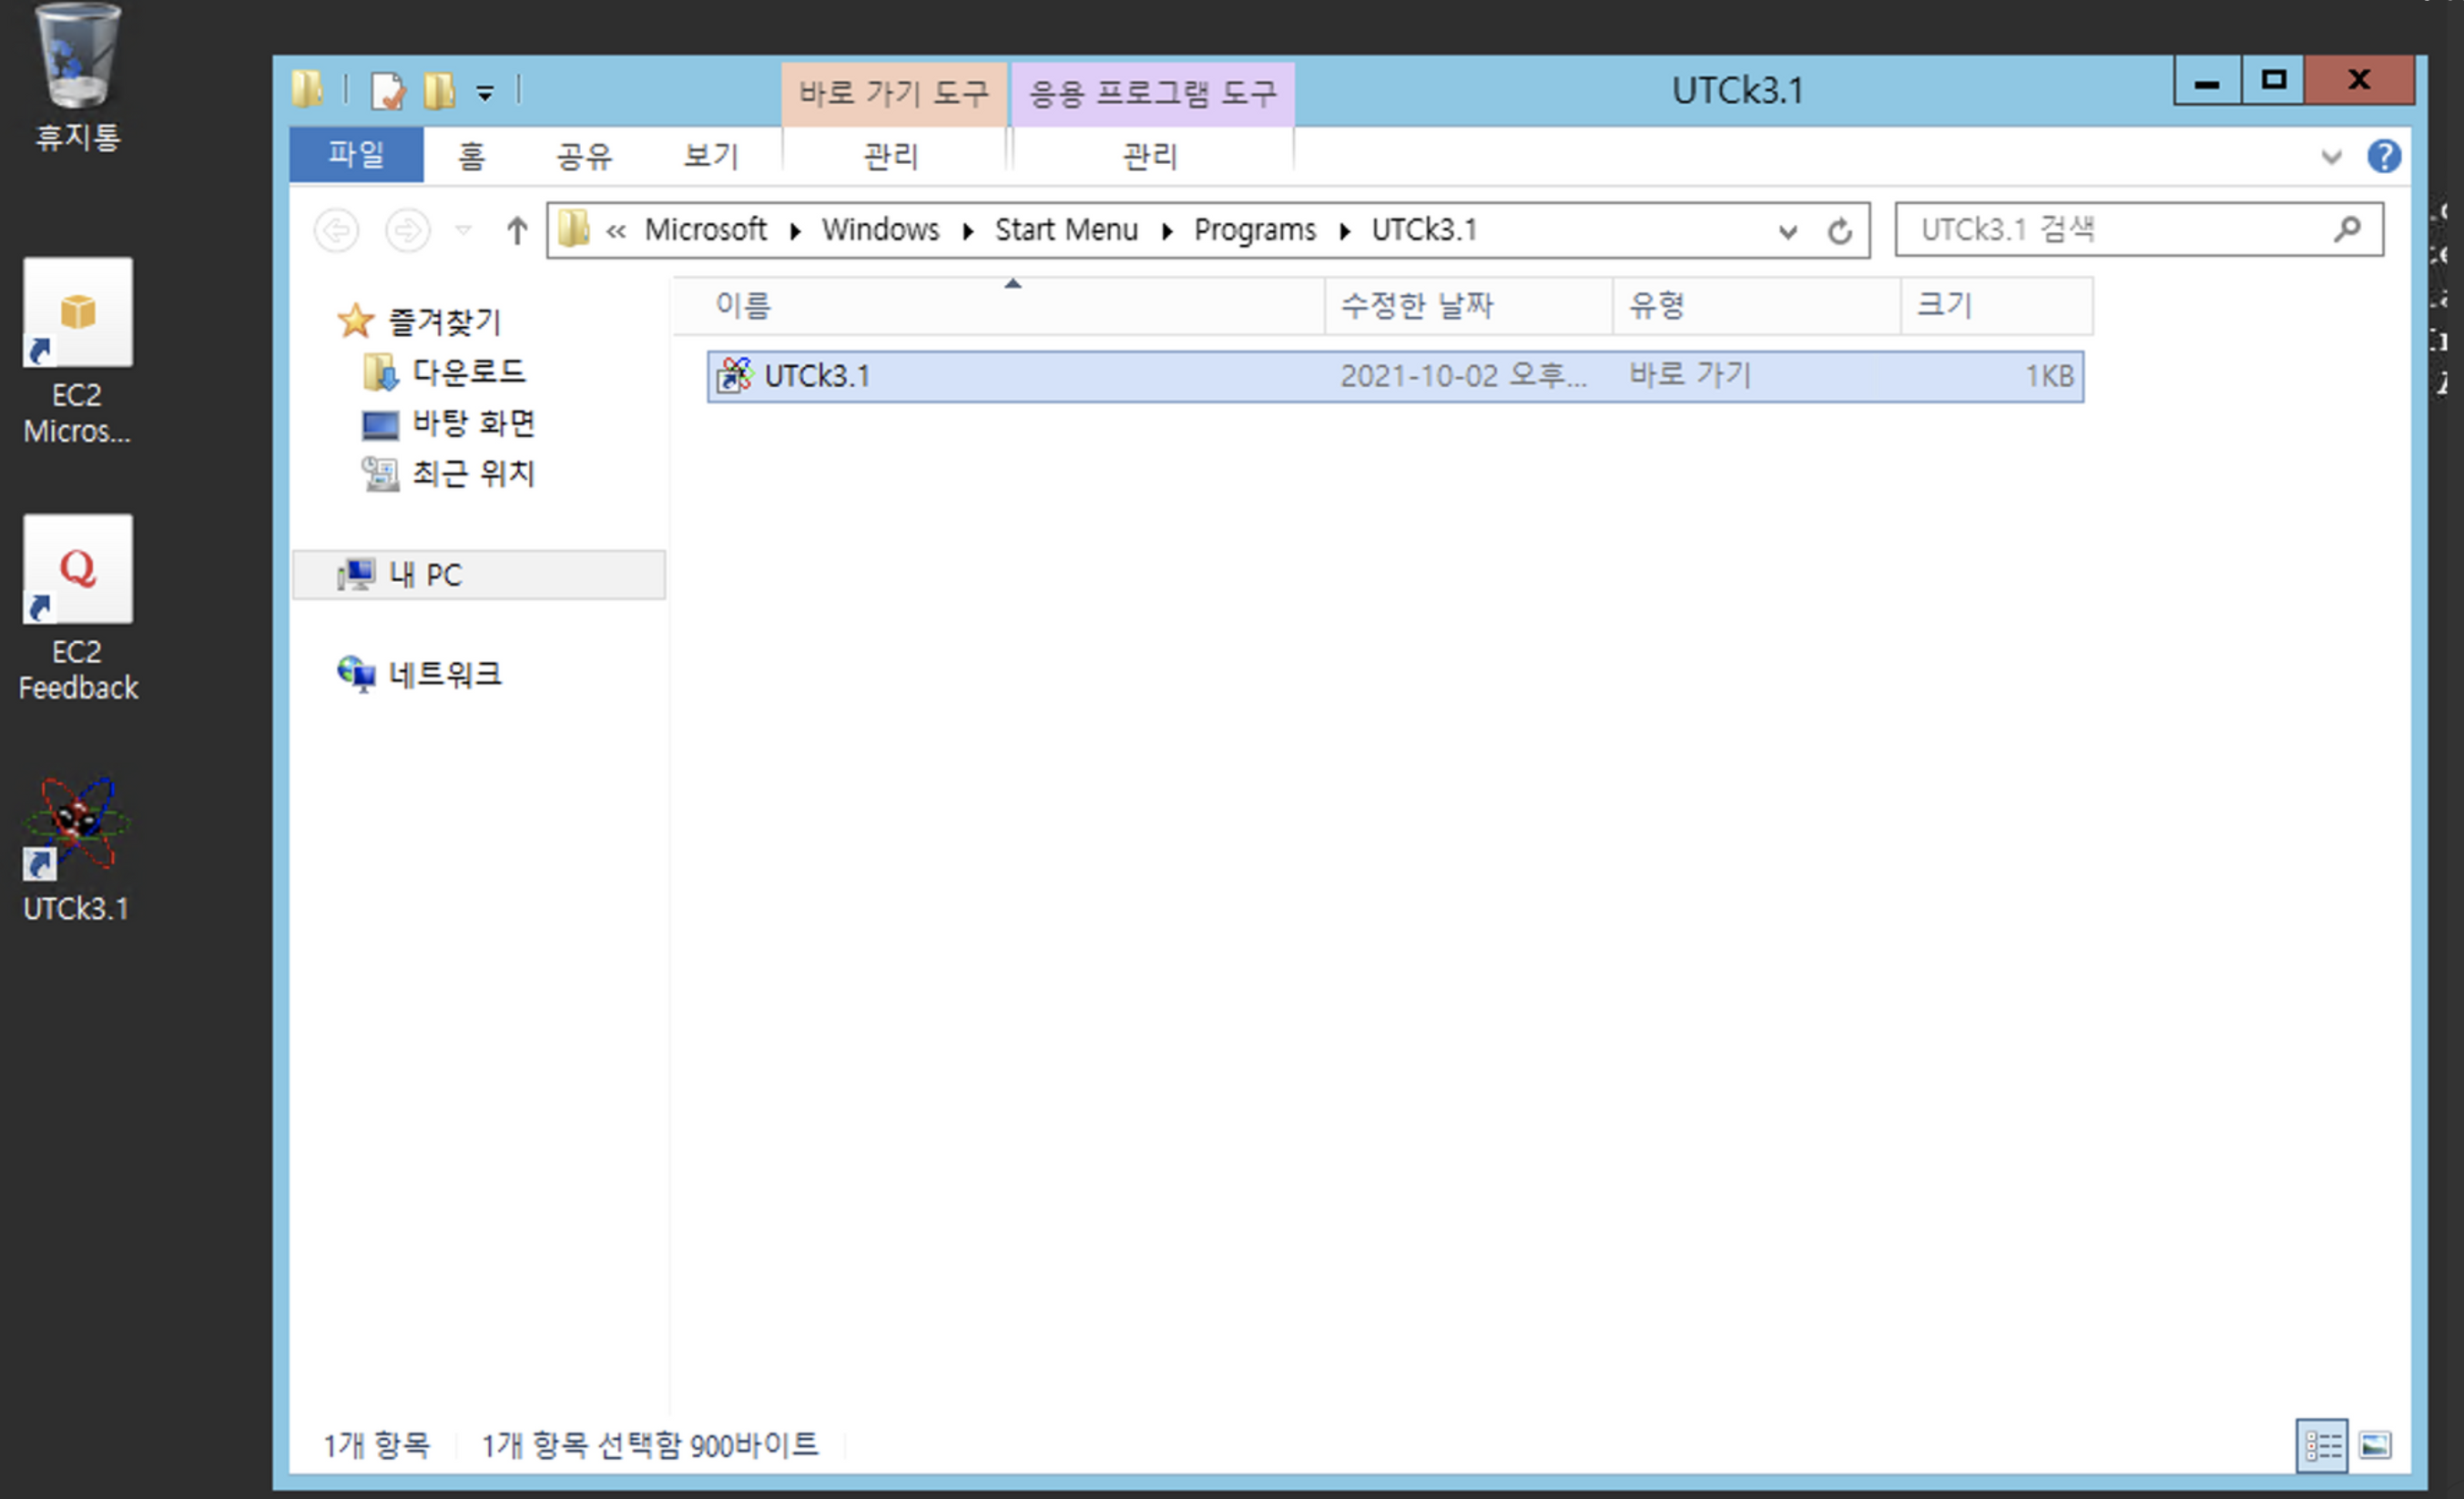 휴지통
EC2
Micros...
EC2
Feedback
UTCk3.1
바로 가기 도구
응용 프로그램 도구
UTCk3.1
파일 홈 공유 보기 관리 관리
« Microsoft Windows Start Menu Programs UTCk3.1
UTCk3.1 검색
이름 수정한 날짜 유형 크기
UTCk3.1 2021-10-02 오후... 바로 가기 1KB
즐겨찾기
다운로드
바탕 화면
최근 위치
내 PC
네트워크
1개 항목 1개 항목 선택함 900바이트